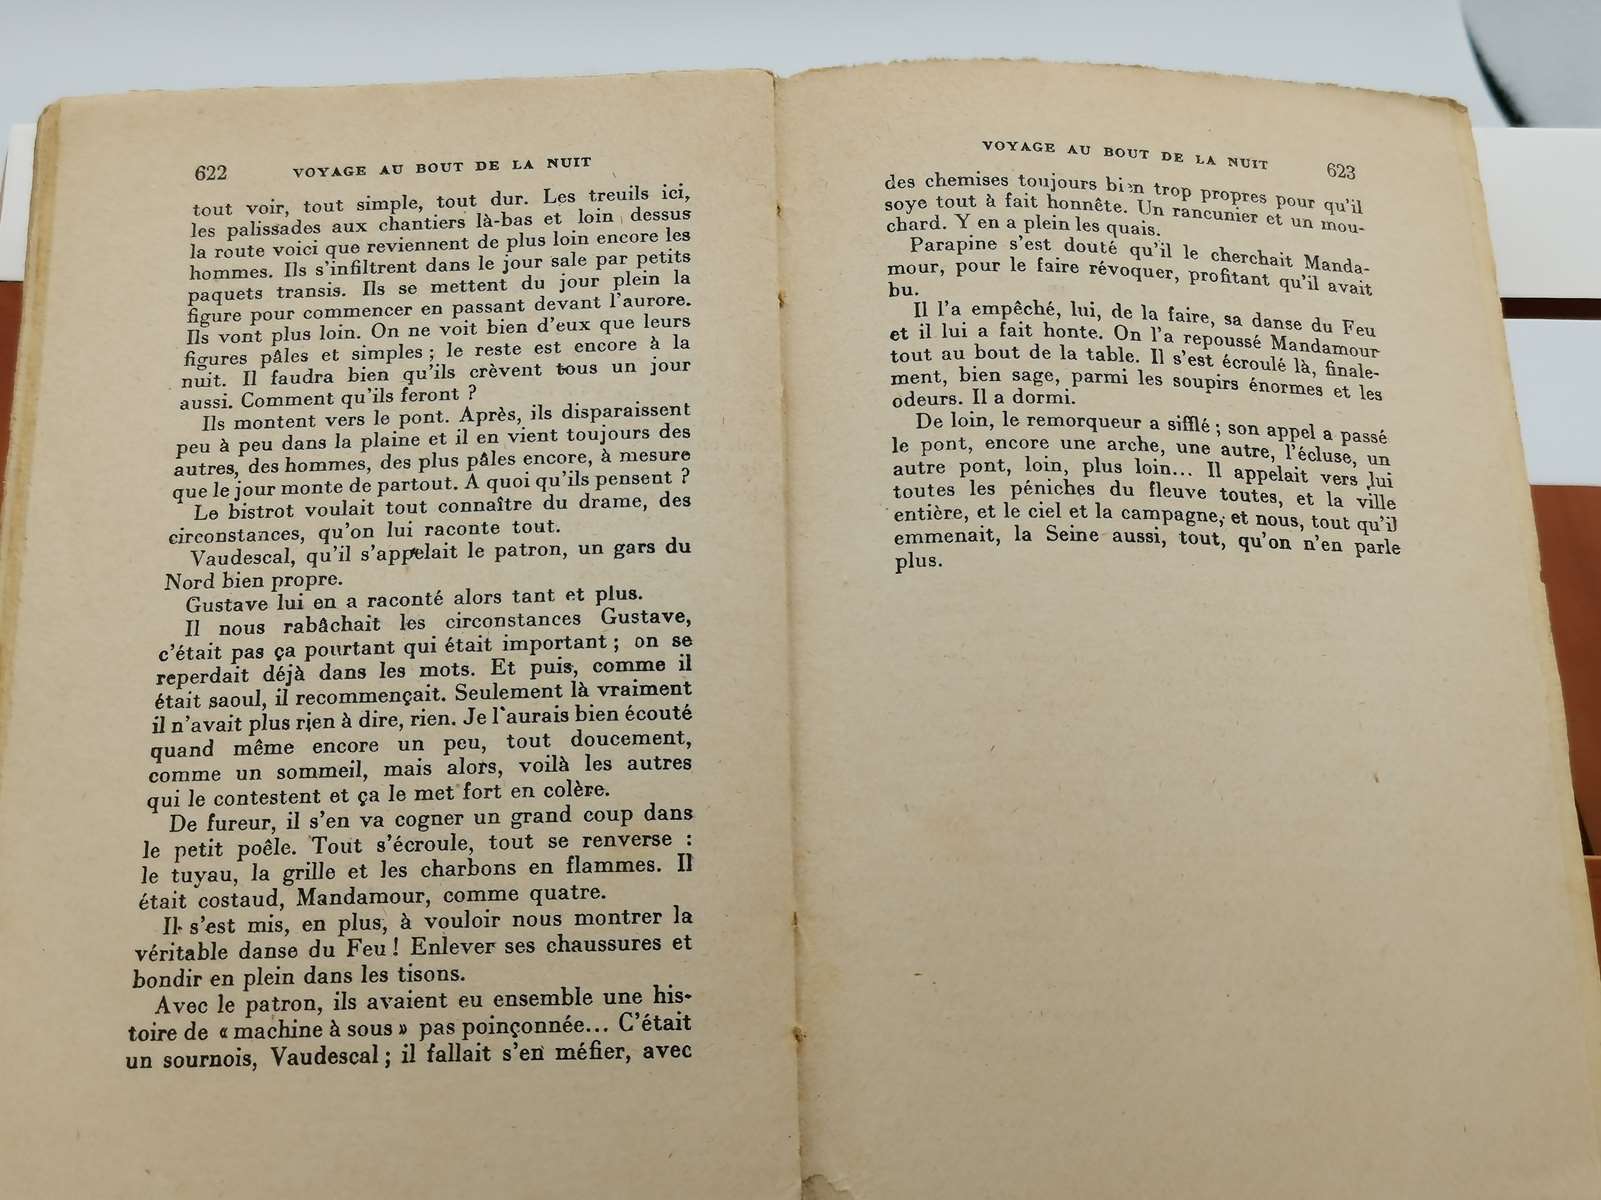 622 VOYAGE AU BOUT DE LA NUIT
tout voir, tout simple, tout dur. Les treuils ici,
les palissades aux chantiers là-bas et loin dessus
la route voici que reviennent de plus loin encore les
hommes. Ils s'infiltrent dans le jour sale par petits
paquets transis. Ils se mettent du jour plein la
figure pour commencer en passant devant l'aurore.
Ils vont plus loin. On ne voit bien d'eux que leurs
figures pâles et simples ; le reste est encore à la
nuit. Il faudra bien qu'ils crèvent tous un jour
aussi. Comment qu'ils feront ?
Ils montent vers le pont. Après, ils disparaissent
peu à peu dans la plaine et il en vient toujours des
autres, des hommes, des plus pâles encore, à mesure
que le jour monte de partout. A quoi qu'ils pensent ?
Le bistrot voulait tout connaître du drame, des
circonstances, qu'on lui raconte tout.
Vaudescal, qu'il s'appelait le patron, un gars du
Nord bien propre.
Gustave lui en a raconté alors tant et plus.
Il nous rabâchait les circonstances Gustave,
c'était pas ça pourtant qui était important ; on se
reperdait déjà dans les mots. Et puis, comme il
était saoul, il recommençait. Seulement là vraiment
il n'avait plus rien à dire, rien. Je l'aurais bien écouté
quand même encore un peu, tout doucement,
comme un sommeil, mais alors, voilà les autres
qui le contestent et ça le met fort en colère.
De fureur, il s'en va cogner un grand coup dans
le petit poêle. Tout s'écroule, tout se renverse :
le tuyau, la grille et les charbons en flammes. Il
était costaud, Mandamour, comme quatre.
Il s'est mis, en plus, à vouloir nous montrer la
véritable danse du Feu ! Enlever ses chaussures et
bondir en plein dans les tisons.
Avec le patron, ils avaient eu ensemble une his-
toire de « machine à sous » pas poinçonnée... C'était
un sournois, Vaudescal ; il fallait s'en méfier, avec
VOYAGE AU BOUT DE LA NUIT 623
des chemises toujours bien trop propres pour qu'il
soye tout à fait honnête. Un rancunier et un mou-
chard. Y en a plein les quais.
Parapine s'est douté qu'il le cherchait Manda-
mour, pour le faire révoquer, profitant qu'il avait
bu.
Il l'a empêché, lui, de la faire, sa danse du Feu
et il lui a fait honte. On l'a repoussé Mandamour
tout au bout de la table. Il s'est écroulé là, finale-
ment, bien sage, parmi les soupirs énormes et les
odeurs. Il a dormi.
De loin, le remorqueur a sifflé ; son appel a passé
le pont, encore une arche, une autre, l'écluse, un
autre pont, loin, plus loin... Il appelait vers lui
toutes les péniches du fleuve toutes, et la ville
entière, et le ciel et la campagne, et nous, tout qu'il
emmenait, la Seine aussi, tout, qu'on n'en parle
plus.